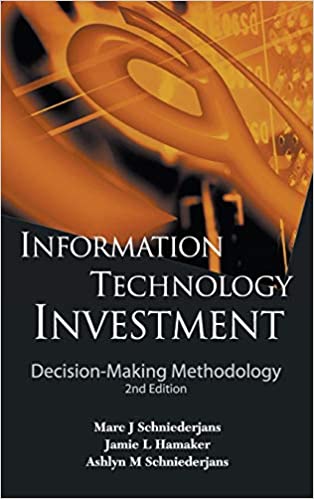 INFORMATION
TECHNOLOGY
INVESTMENT
Decision-Making Methodology
2nd Edition
Marc J Schniederjans
Jamie L Hamaker
Ashlyn M Schniederjans